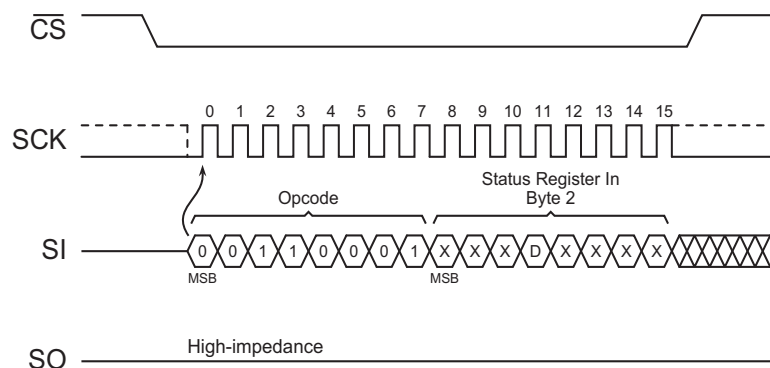 CS
0 1 2 3 4 5 6 7 8 9 10 11 12 13 14 15
SCK
Status Register In
Opcode Byte 2
SI 0 0 1 1 0 0 0 1 X X X D X X X X
MSB MSB
High-impedance
SO